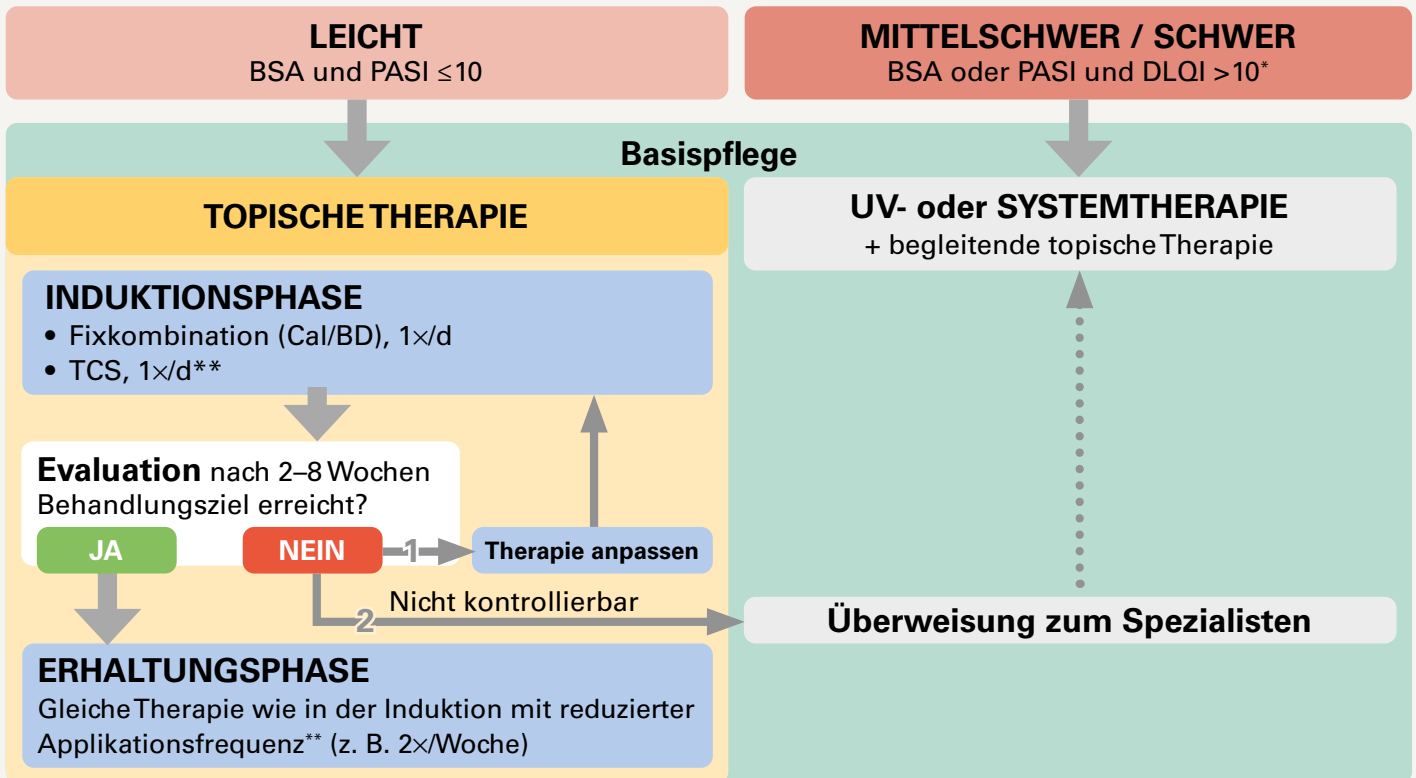 LEICHT
BSA und PASI ≤10
MITTELSCHWER / SCHWER
BSA oder PASI und DLQI >10*
Basispflege
TOPISCHE THERAPIE
UV- oder SYSTEMTHERAPIE
+ begleitende topische Therapie
INDUKTIONSPHASE
• Fixkombination (Cal/BD), 1×/d
• TCS, 1×/d**
Evaluation nach 2–8 Wochen
Behandlungsziel erreicht?
JA
NEIN
1
Therapie anpassen
2
Nicht kontrollierbar
Überweisung zum Spezialisten
ERHALTUNGSPHASE
Gleiche Therapie wie in der Induktion mit reduzierter
Applikationsfrequenz** (z. B. 2×/Woche)